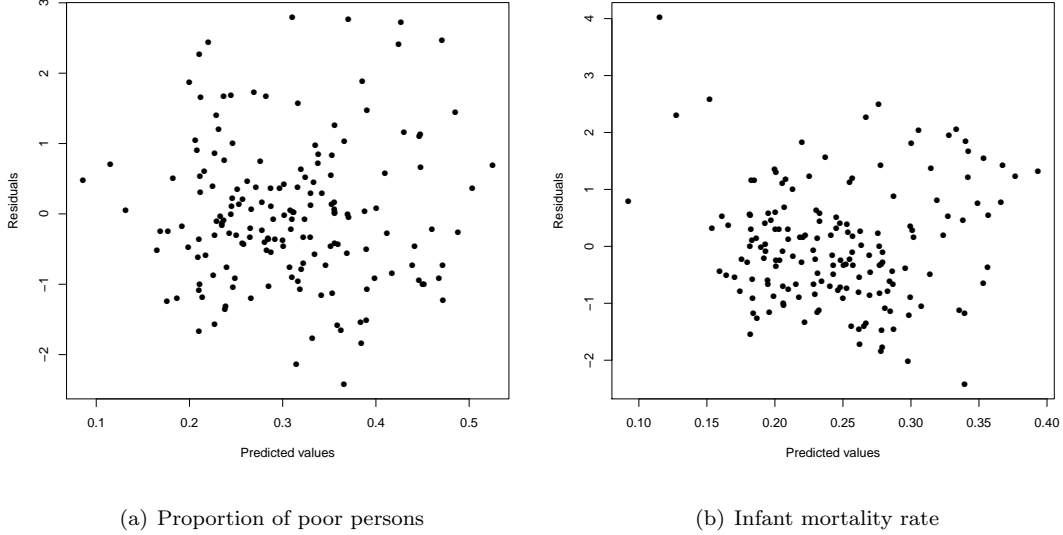 3
2
1
0
−1
−2
Residuals
0.1 0.2 0.3 0.4 0.5
Predicted values
(a) Proportion of poor persons
4
3
2
1
0
−1
−2
Residuals
0.10 0.15 0.20 0.25 0.30 0.35 0.40
Predicted values
(b) Infant mortality rate